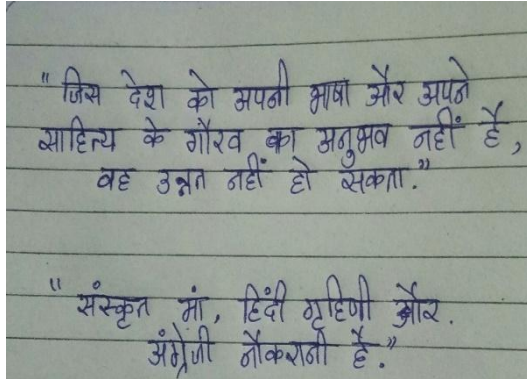 "जिस देश को अपनी भाषा और अपने
साहित्य के गौरव का अनुभव नहीं है,
वह उन्नत नहीं हो सकता."
"संस्कृत मां, हिंदी गृहिणी और.
अंग्रेजी नौकरानी है."